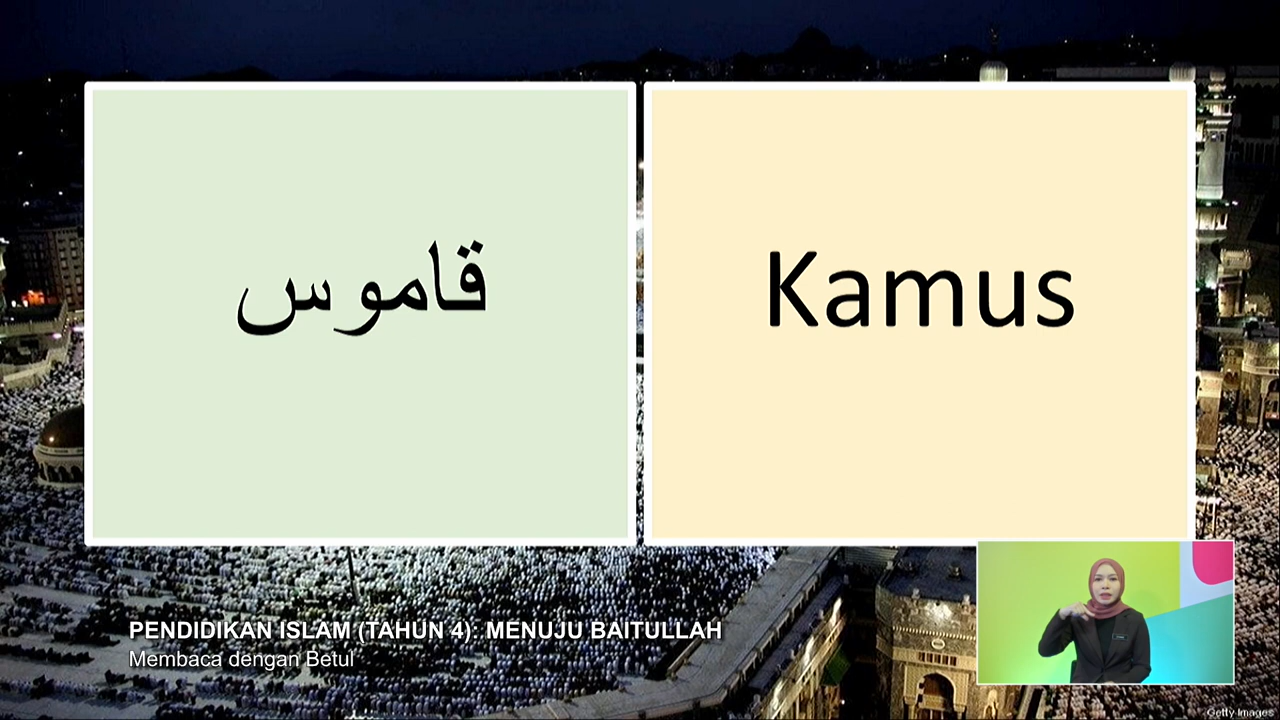 قاموس
Kamus
PENDIDIKAN ISLAM (TAHUN 4): MENUJU BAITULLAH
Membaca dengan Betul
Getty Images